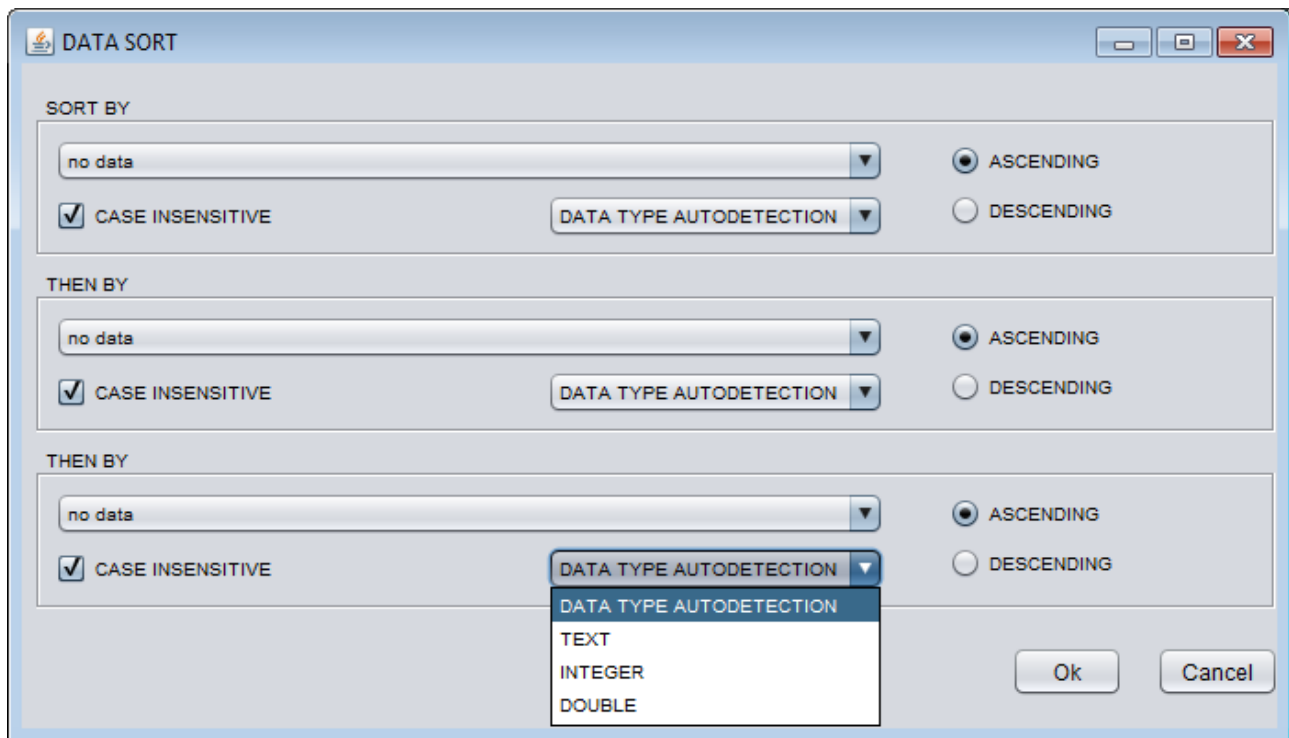 DATA SORT
SORT BY
no data
ASCENDING
CASE INSENSITIVE
DATA TYPE AUTODETECTION
DESCENDING
THEN BY
no data
ASCENDING
CASE INSENSITIVE
DATA TYPE AUTODETECTION
DESCENDING
THEN BY
no data
ASCENDING
CASE INSENSITIVE
DATA TYPE AUTODETECTION
DESCENDING
DATA TYPE AUTODETECTION
TEXT
INTEGER
DOUBLE
Ok
Cancel